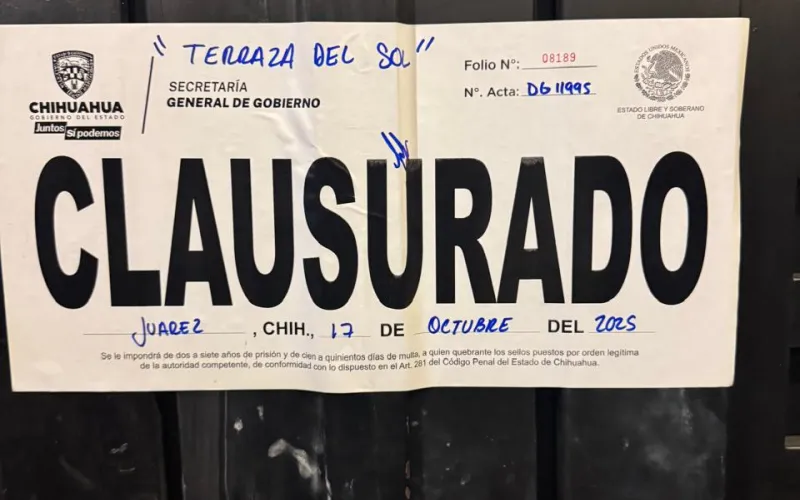 "TERRAZA DEL SOL"
CHIHUAHUA
GOBIERNO DEL ESTADO
Juntos Sí podemos
SECRETARÍA
GENERAL DE GOBIERNO
Folio N°: 08189
N°. Acta: DG11995
ESTADOS UNIDOS MEXICANOS
ESTADO LIBRE Y SOBERANO
DE CHIHUAHUA
CLAUSURADO
JUAREZ, CHIH., 17 DE OCTUBRE DEL 2025
Se le impondrá de dos a siete años de prisión y de cien a quinientos días de multa, a quien quebrante los sellos puestos por orden legítima
de la autoridad competente, de conformidad con lo dispuesto en el Art. 281 del Código Penal del Estado de Chihuahua.